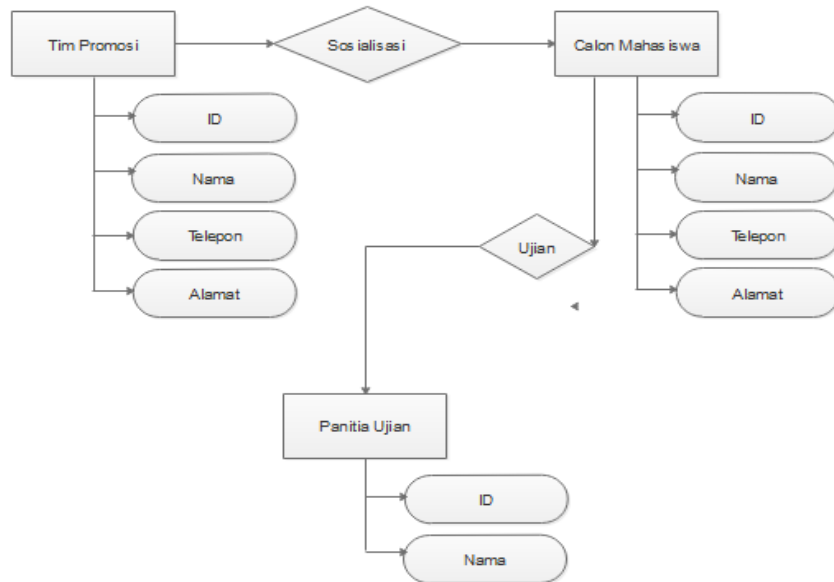 Tim Promosi
Sosialisasi
Calon Mahasiswa
ID
Nama
Telepon
Alamat
ID
Nama
Telepon
Alamat
Ujian
Panitia Ujian
ID
Nama